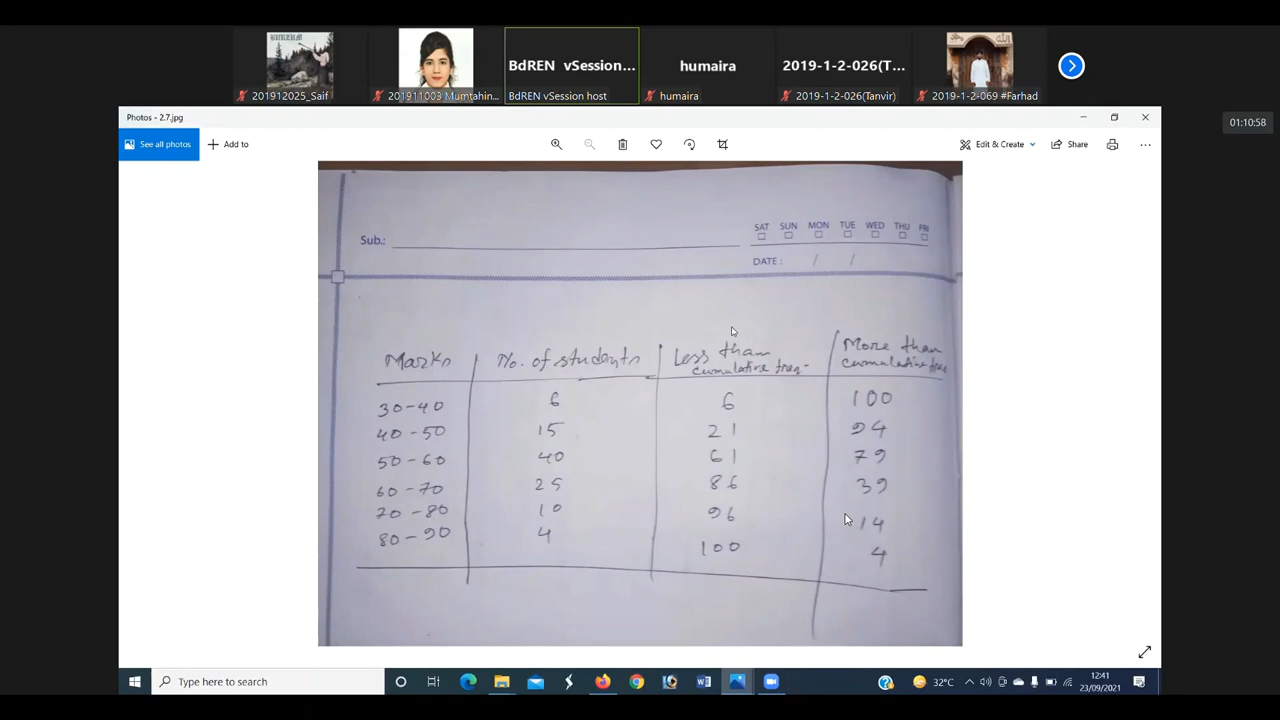 BURZUM
BdREN vSession...
humaira
2019-1-2-026(T...
201912025_Saif
201911003 Mumtahin...
BdREN vSession host
humaira
2019-1-2-026(Tanvir)
2019-1-2-069 #Farhad
01:10:58
Photos - 2.7.jpg
See all photos
Add to
Edit & Create
Share
SAT SUN MON TUE WED THU FRI
Sub.:
DATE : / /
Marks No. of students Less than cumulative freq. More than cumulative freq
30-40 6 6 100
40-50 15 21 94
50-60 40 61 79
60-70 25 86 39
70-80 10 96 14
80-90 4 100 4
Type here to search
32°C
12:41
23/09/2021